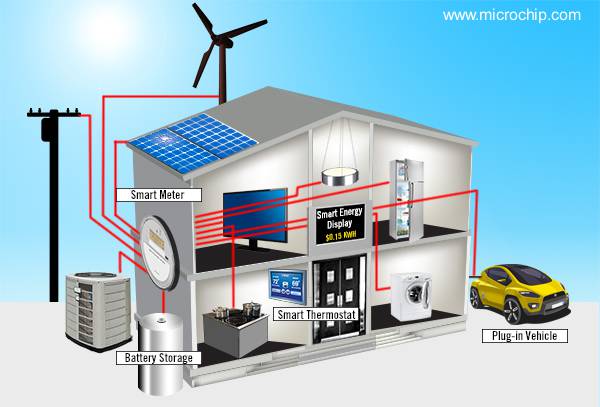 www.microchip.com
Smart Meter
Smart Energy
Display
$0.15 KWH
Smart Thermostat
Battery Storage
Plug-in Vehicle